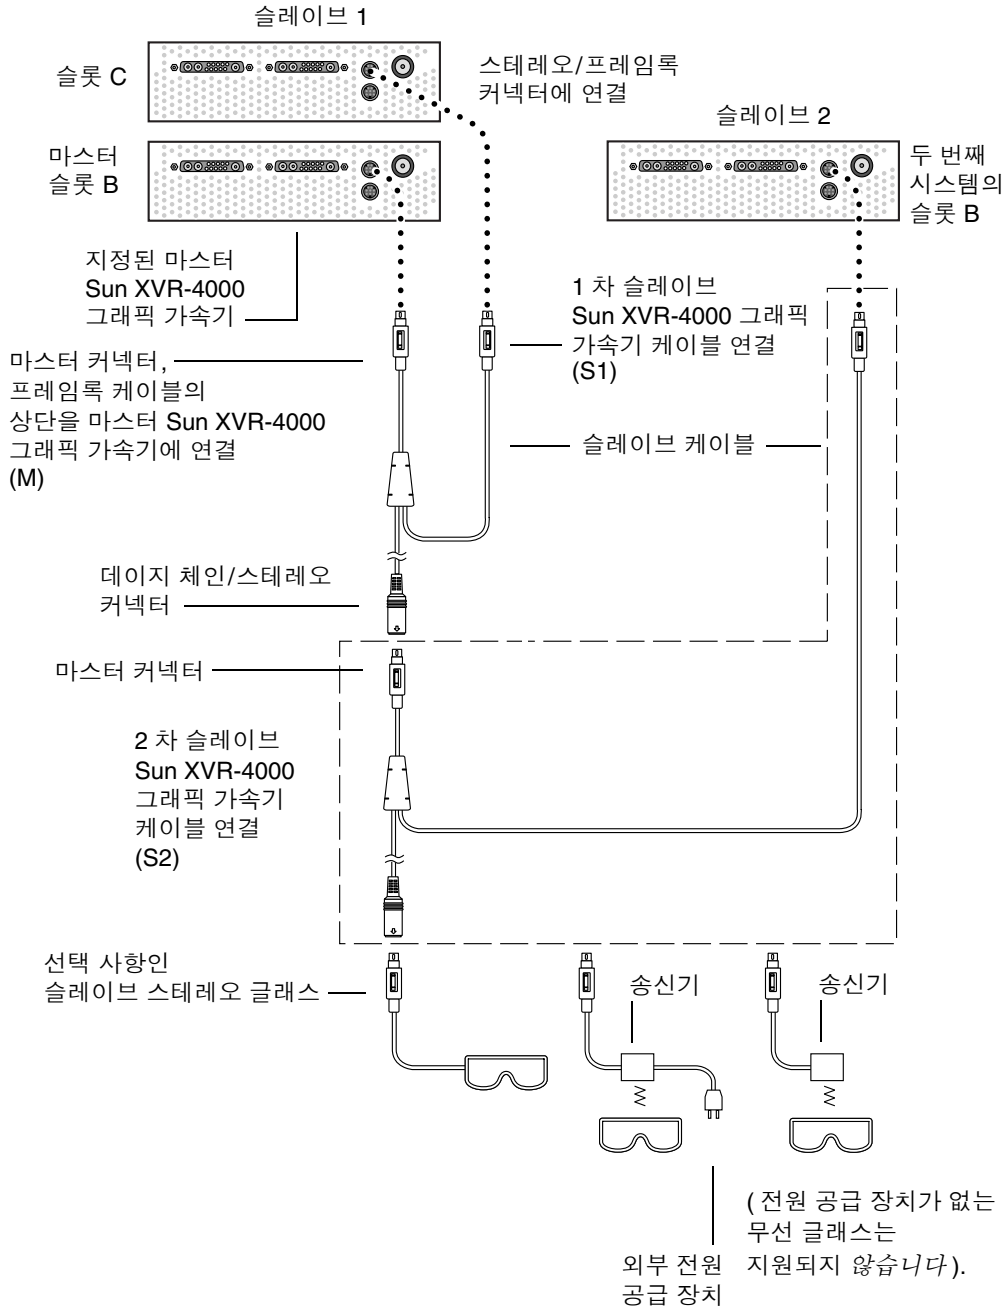 슬레이브 1
슬롯 C
스테레오/프레임록
커넥터에 연결
슬레이브 2
마스터
슬롯 B
두 번째
시스템의
슬롯 B
지정된 마스터
Sun XVR-4000
그래픽 가속기
1 차 슬레이브
Sun XVR-4000 그래픽
가속기 케이블 연결
(S1)
마스터 커넥터,
프레임록 케이블의
상단을 마스터 Sun XVR-4000
그래픽 가속기에 연결
(M)
슬레이브 케이블
데이지 체인/스테레오
커넥터
마스터 커넥터
2 차 슬레이브
Sun XVR-4000
그래픽 가속기
케이블 연결
(S2)
선택 사항인
슬레이브 스테레오 글래스
송신기
송신기
외부 전원
공급 장치
( 전원 공급 장치가 없는
무선 글래스는
지원되지 않습니다 ).